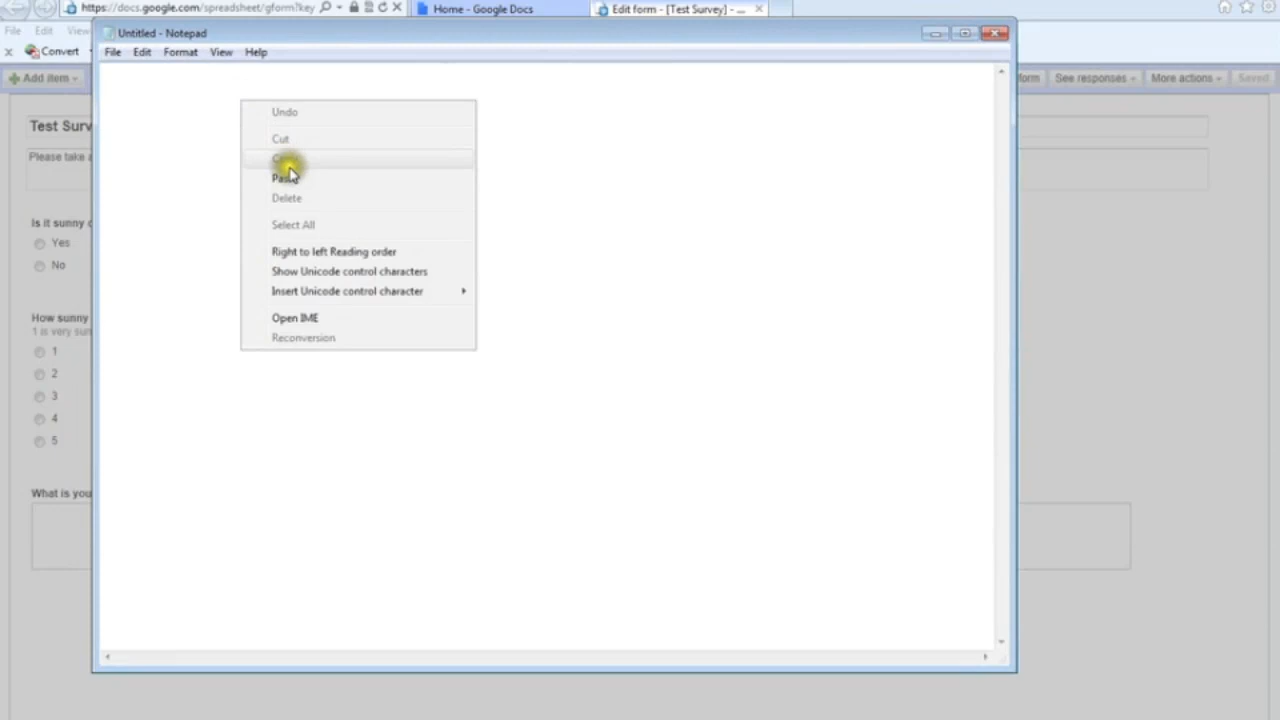 https://docs.google.com/spreadsheet/gform?key
Home - Google Docs
Edit form - [Test Survey] - ...
File Edit View
Untitled - Notepad
x Convert
File Edit Format View Help
Add item
See responses
More actions
Saved
Undo
Test Surv
Cut
Please take a
Paste
Delete
Is it sunny
Select All
Yes
Right to left Reading order
No
Show Unicode control characters
Insert Unicode control character
How sunny
Open IME
1 is very sun
Reconversion
1
2
3
4
5
What is you